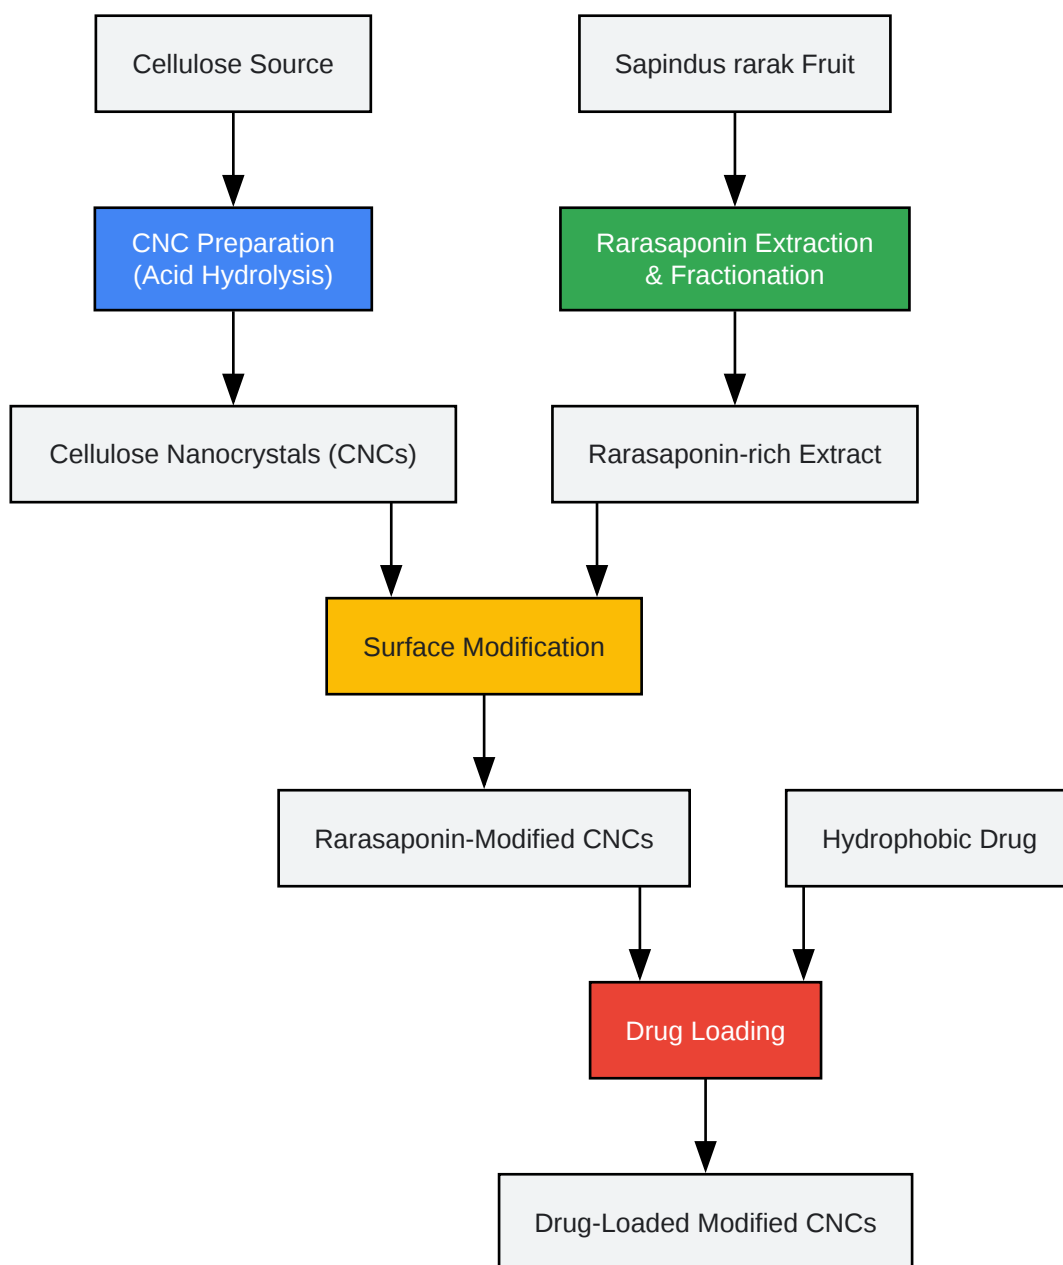 Cellulose Source
Sapindus rarak Fruit
CNC Preparation
(Acid Hydrolysis)
Rarasaponin Extraction
& Fractionation
Cellulose Nanocrystals (CNCs)
Rarasaponin-rich Extract
Surface Modification
Rarasaponin-Modified CNCs
Hydrophobic Drug
Drug Loading
Drug-Loaded Modified CNCs